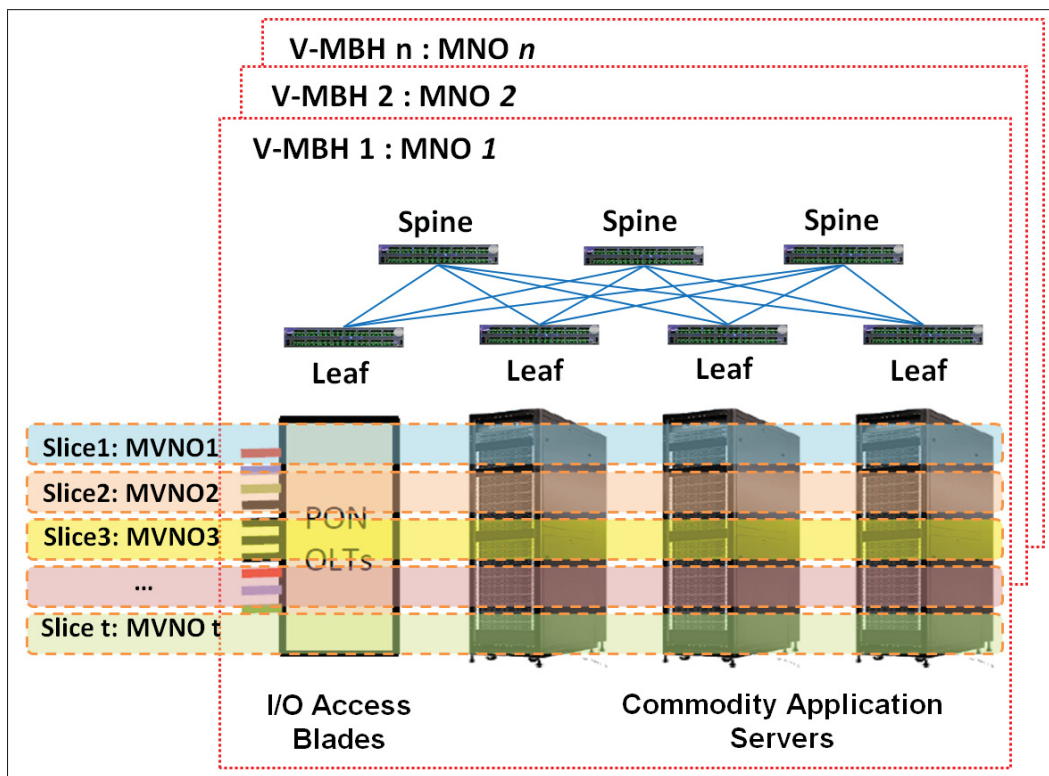 V-MBH n : MNO n
V-MBH 2 : MNO 2
V-MBH 1 : MNO 1
Spine Spine Spine
Leaf Leaf Leaf Leaf
Slice1: MVNO1
Slice2: MVNO2
PON
Slice3: MVNO3
OLTs
...
Slice t: MVNO t
I/O Access
Blades
Commodity Application
Servers